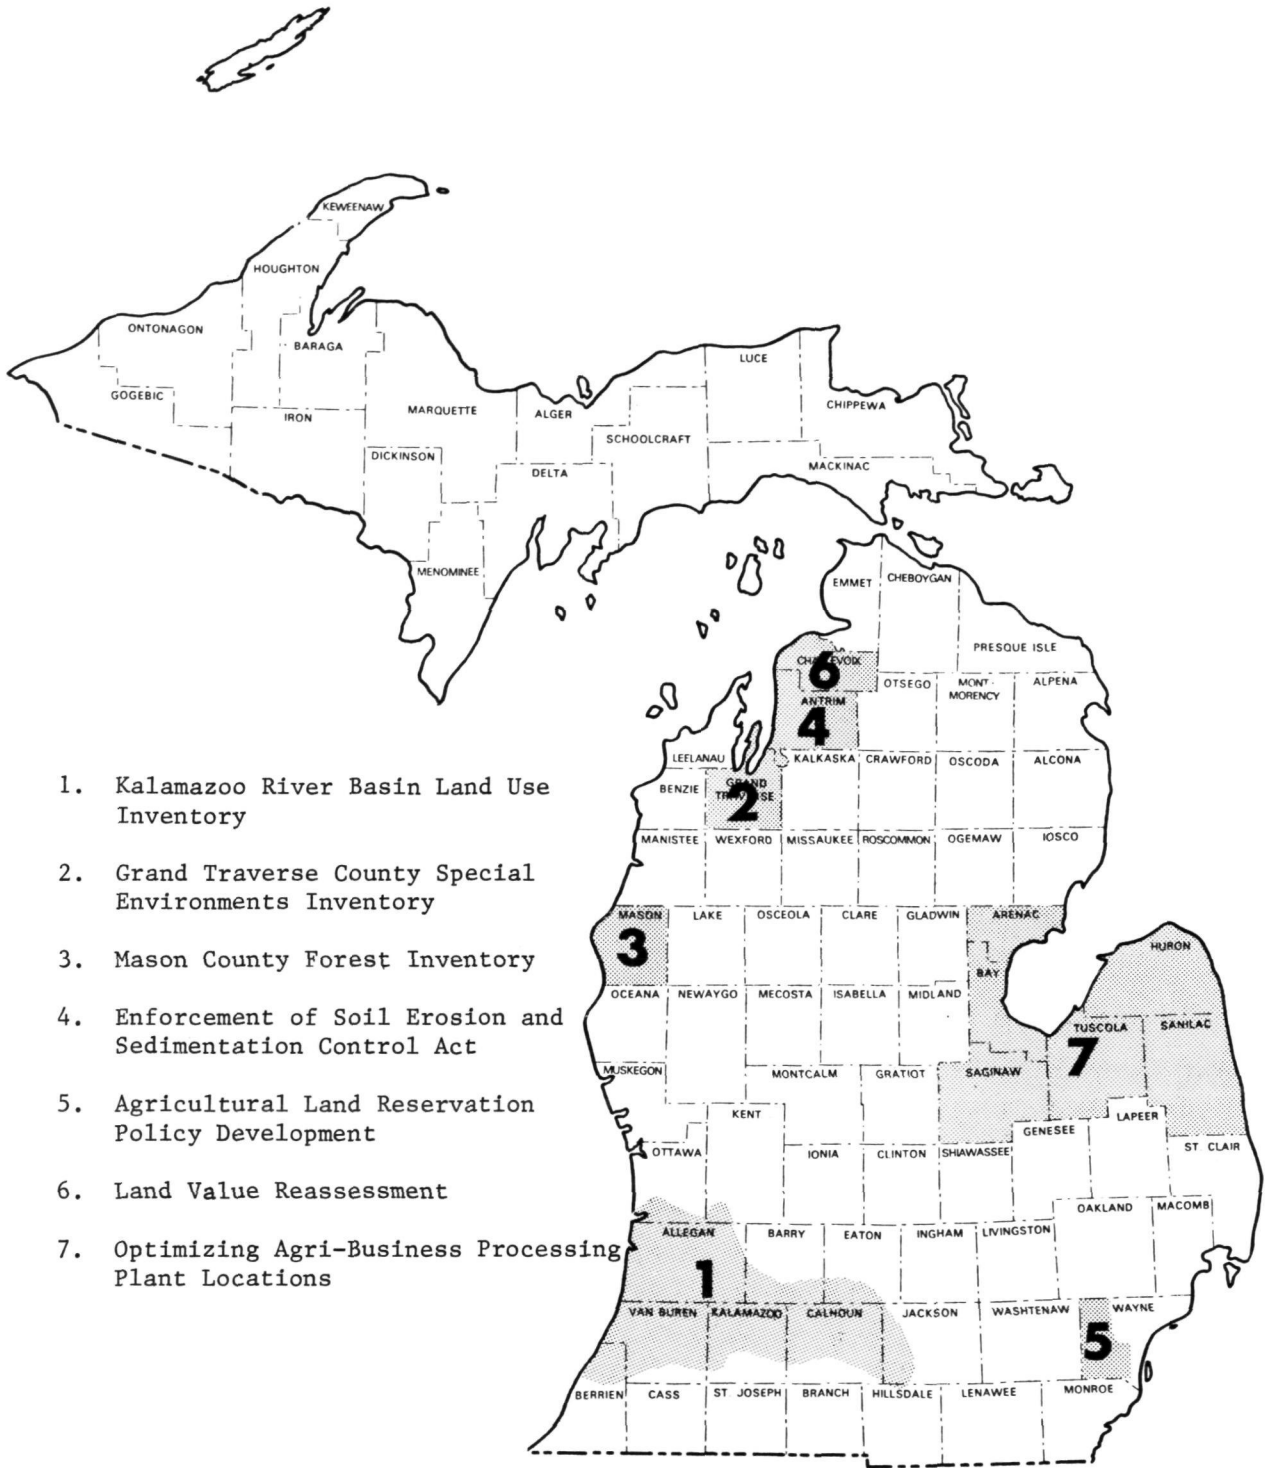 KEWEENAW
HOUGHTON
ONTONAGON
BARAGA
LUCE
GOGEBIC
IRON
MARQUETTE
ALGER
CHIPPEWA
SCHOOLCRAFT
DICKINSON
DELTA
MACKINAC
MENOMINEE
EMMET
CHEBOYGAN
PRESQUE ISLE
CHARLEVOIX
6
OTSEGO
MONT-
MORENCY
ALPENA
ANTRIM
4
LEELANAU
KALKASKA
CRAWFORD
OSCODA
ALCONA
BENZIE
GRAND
TRAVERSE
2
MANISTEE
WEXFORD
MISSAUKEE
ROSCOMMON
OGEMAW
IOSCO
MASON
3
LAKE
OSCEOLA
CLARE
GLADWIN
ARENAC
HURON
BAY
OCEANA
NEWAYGO
MECOSTA
ISABELLA
MIDLAND
TUSCOLA
SANILAC
7
MUSKEGON
MONTCALM
GRATIOT
SAGINAW
KENT
LAPEER
GENESEE
OTTAWA
IONIA
CLINTON
SHIAWASSEE
ST. CLAIR
OAKLAND
MACOMB
ALLEGAN
1
BARRY
EATON
INGHAM
LIVINGSTON
VAN BUREN
KALAMAZOO
CALHOUN
JACKSON
WASHTENAW
WAYNE
5
BERRIEN
CASS
ST. JOSEPH
BRANCH
HILLSDALE
LENAWEE
MONROE
1. Kalamazoo River Basin Land Use
Inventory
2. Grand Traverse County Special
Environments Inventory
3. Mason County Forest Inventory
4. Enforcement of Soil Erosion and
Sedimentation Control Act
5. Agricultural Land Reservation
Policy Development
6. Land Value Reassessment
7. Optimizing Agri-Business Processing
Plant Locations